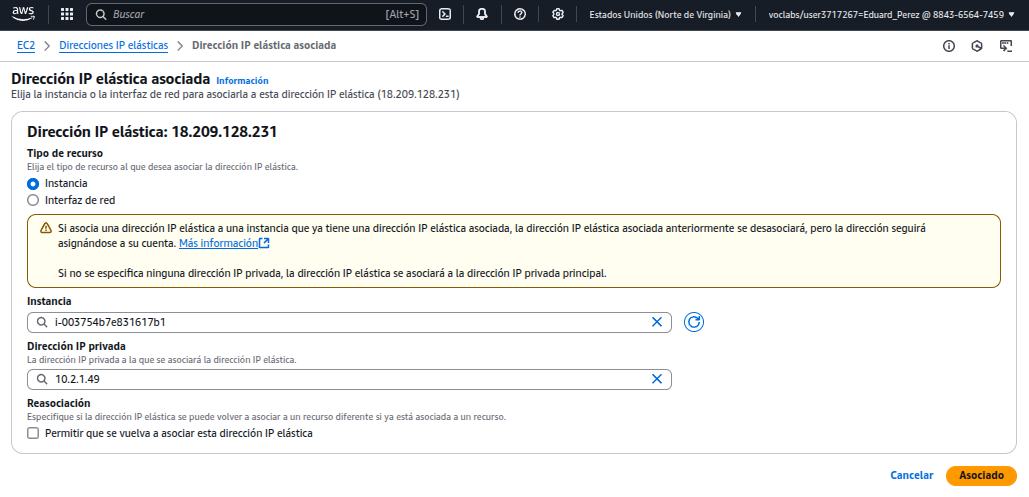 aws
Buscar [Alt+S] Estados Unidos (Norte de Virginia) voclabs/user3717267=Eduard_Perez @ 8843-6564-7459
EC2 > Direcciones IP elásticas > Dirección IP elástica asociada
Dirección IP elástica asociada Información
Elija la instancia o la interfaz de red para asociarla a esta dirección IP elástica (18.209.128.231)
Dirección IP elástica: 18.209.128.231
Tipo de recurso
Elija el tipo de recurso al que desea asociar la dirección IP elástica.
Instancia
Interfaz de red
Si asocia una dirección IP elástica a una instancia que ya tiene una dirección IP elástica asociada, la dirección IP elástica asociada anteriormente se desasociará, pero la dirección seguirá
asignándose a su cuenta. Más información
Si no se especifica ninguna dirección IP privada, la dirección IP elástica se asociará a la dirección IP privada principal.
Instancia
i-003754b7e831617b1
Dirección IP privada
La dirección IP privada a la que se asociará la dirección IP elástica.
10.2.1.49
Reasociación
Especifique si la dirección IP elástica se puede volver a asociar a un recurso diferente si ya está asociada a un recurso.
Permitir que se vuelva a asociar esta dirección IP elástica
Cancelar Asociado